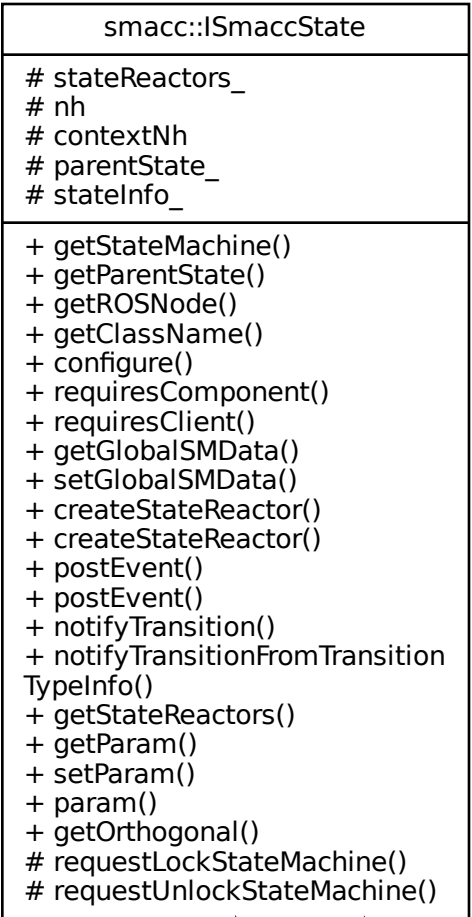 smacc::ISmaccState
# stateReactors_
# nh
# contextNh
# parentState_
# stateInfo_
+ getStateMachine()
+ getParentState()
+ getROSNode()
+ getClassName()
+ configure()
+ requiresComponent()
+ requiresClient()
+ getGlobalSMData()
+ setGlobalSMData()
+ createStateReactor()
+ createStateReactor()
+ postEvent()
+ postEvent()
+ notifyTransition()
+ notifyTransitionFromTransition
TypeInfo()
+ getStateReactors()
+ getParam()
+ setParam()
+ param()
+ getOrthogonal()
# requestLockStateMachine()
# requestUnlockStateMachine()